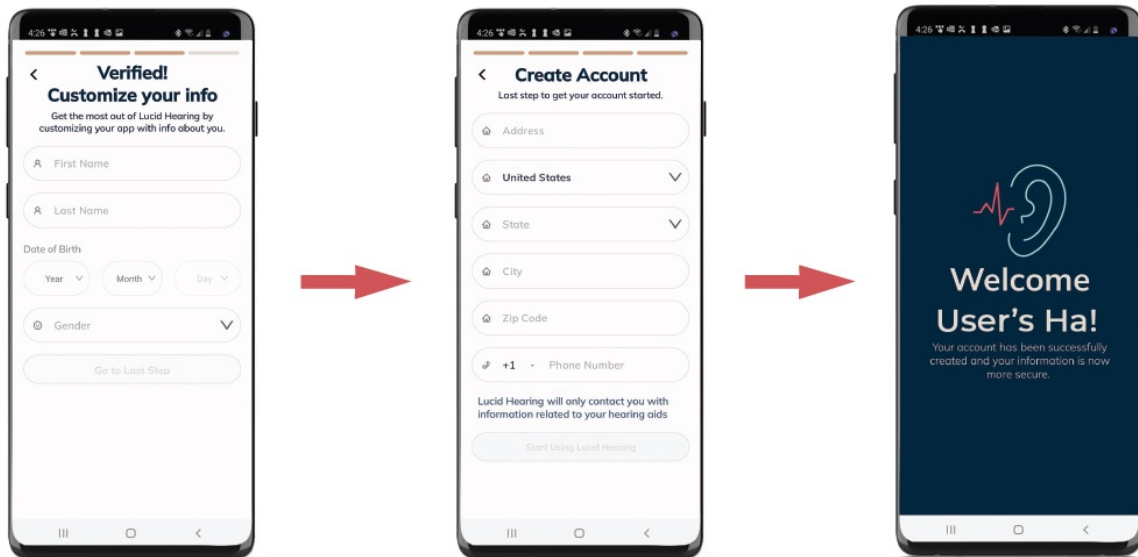 4:26
Verified!
Customize your info
Get the most out of Lucid Hearing by
customizing your app with info about you.
First Name
Last Name
Date of Birth
Year
Month
Day
Gender
Go to Last Step
4:26
Create Account
Last step to get your account started.
Address
United States
State
City
Zip Code
+1 - Phone Number
Lucid Hearing will only contact you with
information related to your hearing aids
Start Using Lucid Hearing
4:26
Welcome
User's Ha!
Your account has been successfully
created and your information is now
more secure.